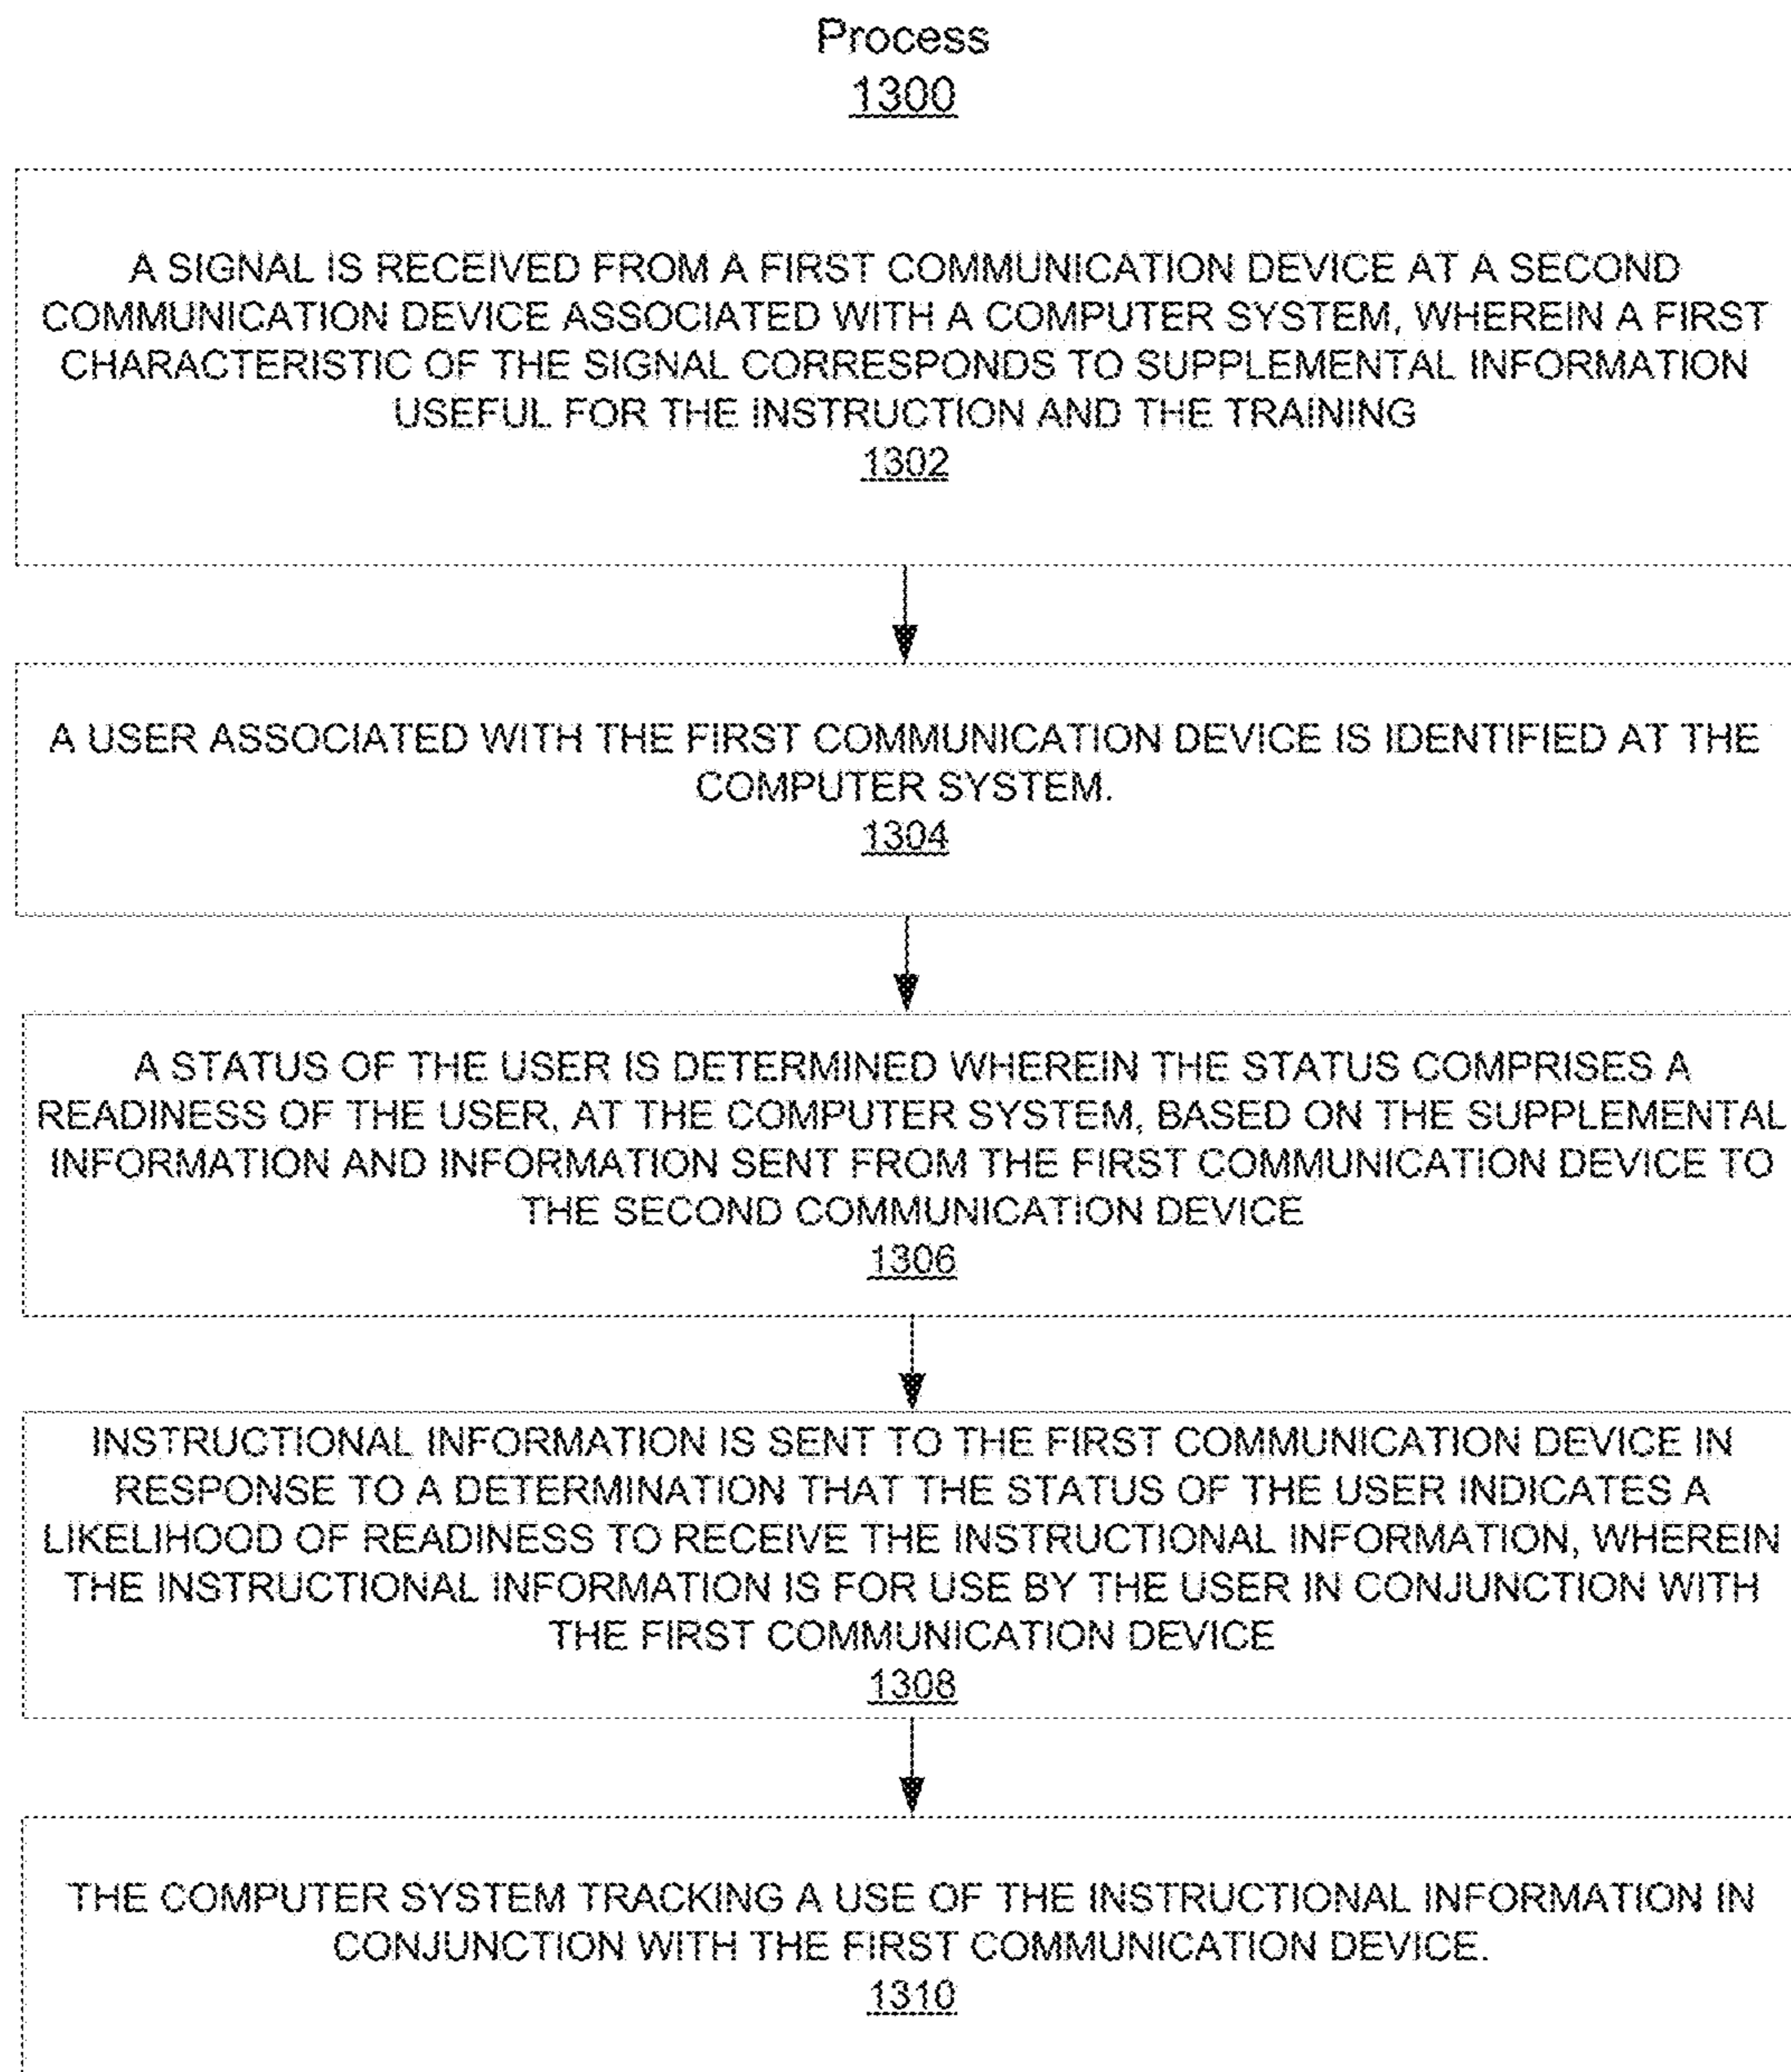 Process
1300
A SIGNAL IS RECEIVED FROM A FIRST COMMUNICATION DEVICE AT A SECOND
COMMUNICATION DEVICE ASSOCIATED WITH A COMPUTER SYSTEM, WHEREIN A FIRST
CHARACTERISTIC OF THE SIGNAL CORRESPONDS TO SUPPLEMENTAL INFORMATION
USEFUL FOR THE INSTRUCTION AND THE TRAINING
1302
A USER ASSOCIATED WITH THE FIRST COMMUNICATION DEVICE IS IDENTIFIED AT THE
COMPUTER SYSTEM.
1304
A STATUS OF THE USER IS DETERMINED WHEREIN THE STATUS COMPRISES A
READINESS OF THE USER, AT THE COMPUTER SYSTEM, BASED ON THE SUPPLEMENTAL
INFORMATION AND INFORMATION SENT FROM THE FIRST COMMUNICATION DEVICE TO
THE SECOND COMMUNICATION DEVICE
1306
INSTRUCTIONAL INFORMATION IS SENT TO THE FIRST COMMUNICATION DEVICE IN
RESPONSE TO A DETERMINATION THAT THE STATUS OF THE USER INDICATES A
LIKELIHOOD OF READINESS TO RECEIVE THE INSTRUCTIONAL INFORMATION, WHEREIN
THE INSTRUCTIONAL INFORMATION IS FOR USE BY THE USER IN CONJUNCTION WITH
THE FIRST COMMUNICATION DEVICE
1308
THE COMPUTER SYSTEM TRACKING A USE OF THE INSTRUCTIONAL INFORMATION IN
CONJUNCTION WITH THE FIRST COMMUNICATION DEVICE.
1310